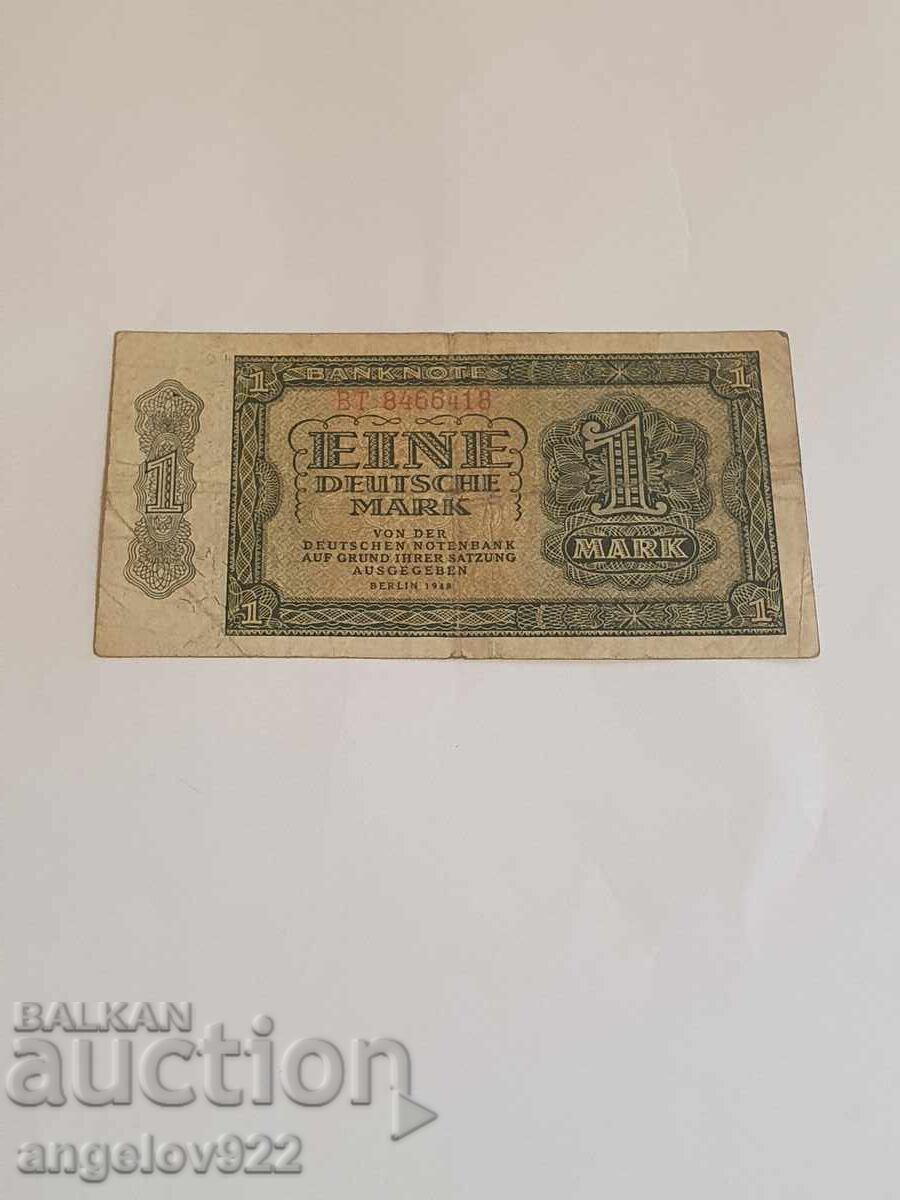 1 BANKNOTE 1
BT 8466418
EINE
DEUTSCHE
MARK
VON DER
DEUTSCHEN NOTENBANK
AUF GRUND IHRER SATZUNG
AUSGEGEBEN
BERLIN 1948
1
1
MARK
1 1
BALKAN
auction
angelov922